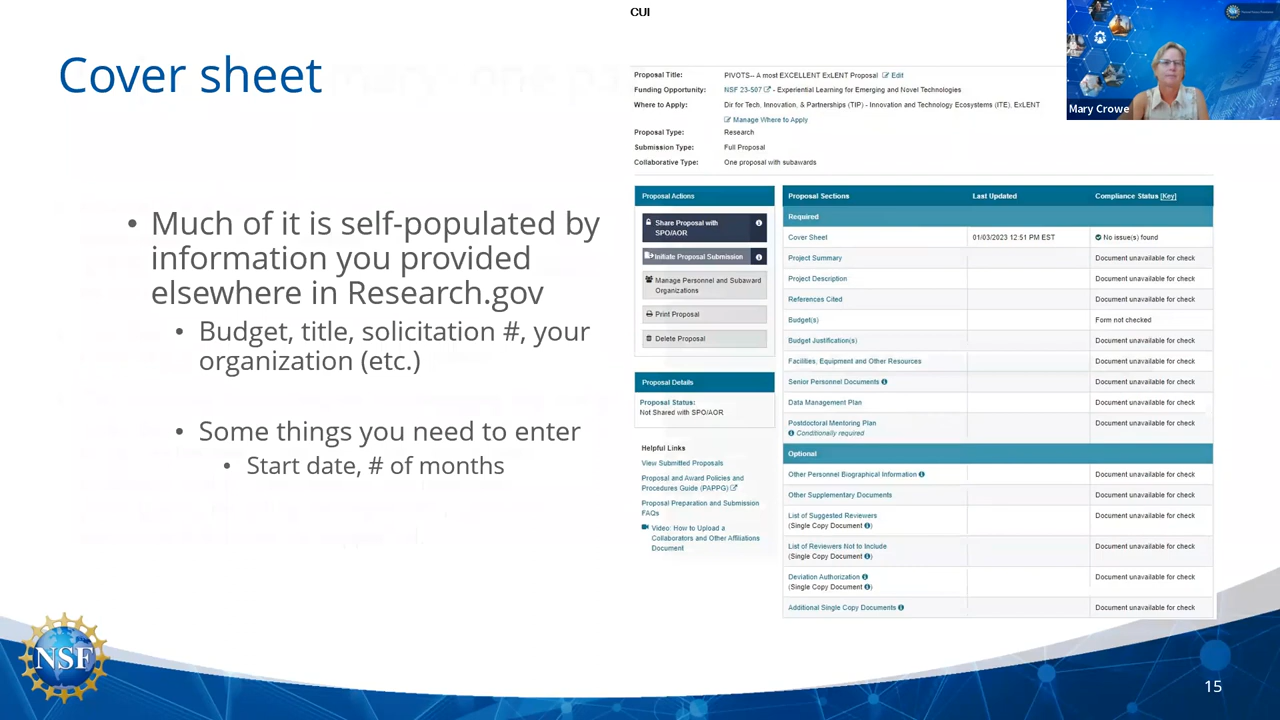 CUI
Cover sheet
Mary Crowe
• Much of it is self-populated by
information you provided
elsewhere in Research.gov
• Budget, title, solicitation #, your
organization (etc.)
• Some things you need to enter
• Start date, # of months
Proposal Title: PIVOTS-- A most EXCELLENT ExLENT Proposal Edit
Funding Opportunity: NSF 23-507 - Experiential Learning for Emerging and Novel Technologies
Where to Apply: Dir for Tech, Innovation, & Partnerships (TIP) - Innovation and Technology Ecosystems (ITE), ExLENT
Manage Where to Apply
Proposal Type: Research
Submission Type: Full Proposal
Collaborative Type: One proposal with subawards
Proposal Actions
Share Proposal with
SPO/AOR
Initiate Proposal Submission
Manage Personnel and Subaward
Organizations
Print Proposal
Delete Proposal
Proposal Details
Proposal Status:
Not Shared with SPO/AOR
Helpful Links
View Submitted Proposals
Proposal and Award Policies and
Procedures Guide (PAPPG)
Proposal Preparation and Submission
FAQs
Video: How to Upload a
Collaborators and Other Affiliations
Document
Proposal Sections Last Updated Compliance Status [Key]
Required
Cover Sheet 01/03/2023 12:51 PM EST No issue(s) found
Project Summary Document unavailable for check
Project Description Document unavailable for check
References Cited Document unavailable for check
Budget(s) Form not checked
Budget Justification(s) Document unavailable for check
Facilities, Equipment and Other Resources Document unavailable for check
Senior Personnel Documents Document unavailable for check
Data Management Plan Document unavailable for check
Postdoctoral Mentoring Plan Document unavailable for check
Conditionally required
Optional
Other Personnel Biographical Information Document unavailable for check
Other Supplementary Documents Document unavailable for check
List of Suggested Reviewers Document unavailable for check
(Single Copy Document)
List of Reviewers Not to Include Document unavailable for check
(Single Copy Document)
Deviation Authorization Document unavailable for check
(Single Copy Document)
Additional Single Copy Documents Document unavailable for check
NSF
15